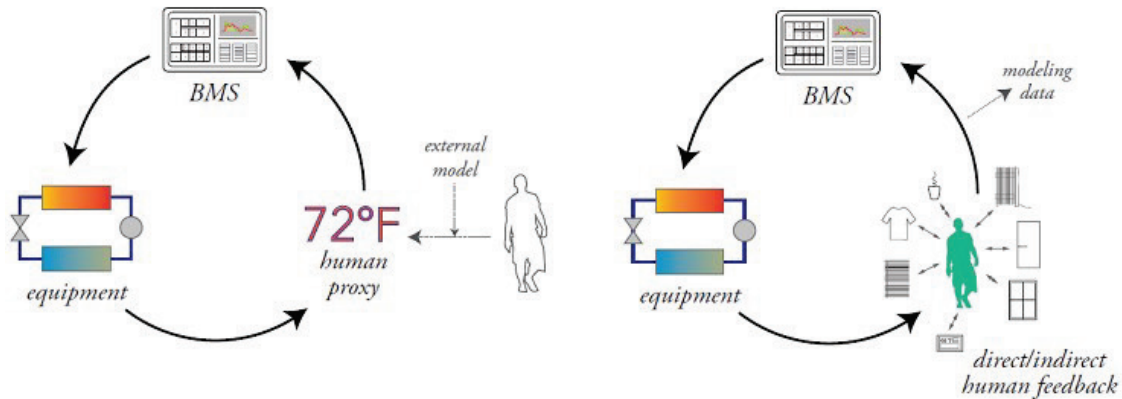 BMS
external
model
72°F
human
proxy
equipment
BMS
modeling
data
equipment
direct/indirect
human feedback